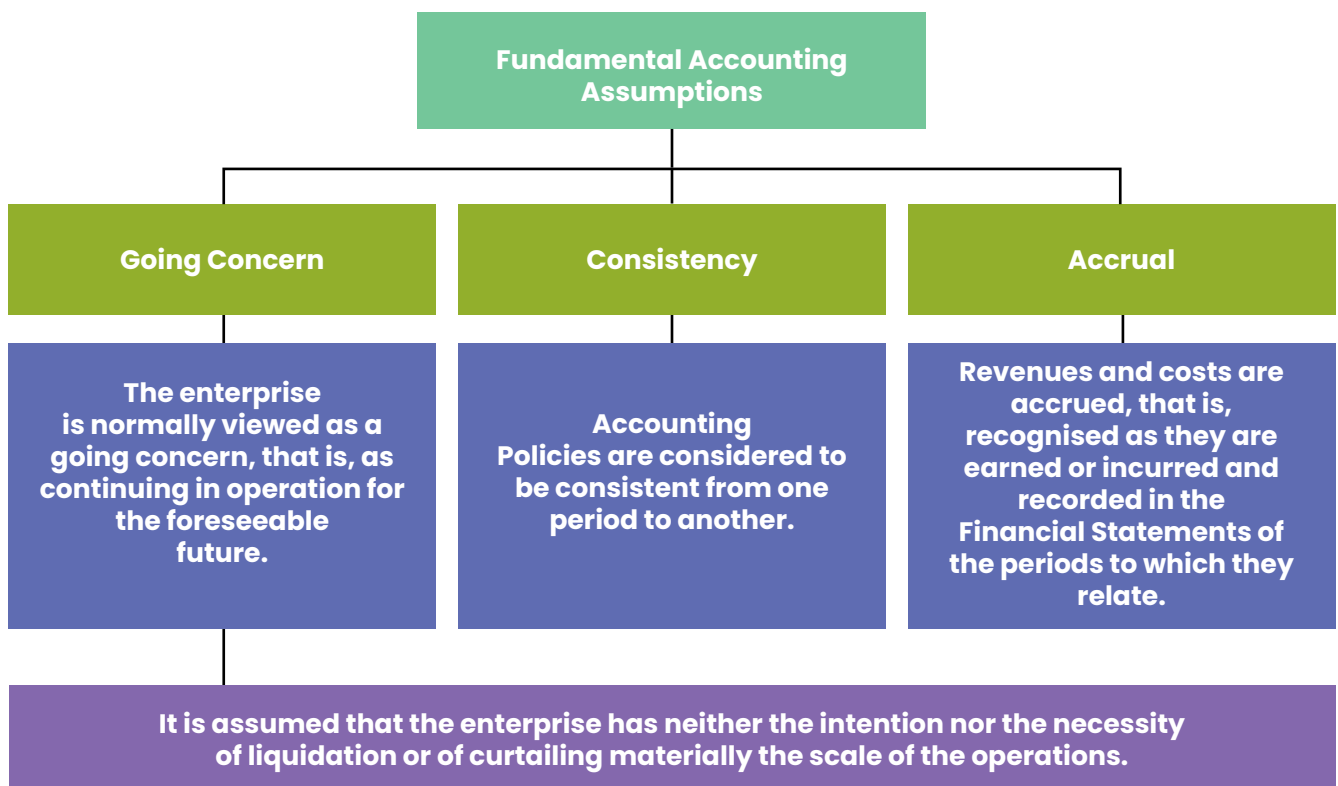 Fundamental Accounting
Assumptions
Going Concern
Consistency
Accrual
The enterprise
is normally viewed as a
going concern, that is, as
continuing in operation for
the foreseeable
future.
Accounting
Policies are considered to
be consistent from one
period to another.
Revenues and costs are
accrued, that is,
recognised as they are
earned or incurred and
recorded in the
Financial Statements of
the periods to which they
relate.
It is assumed that the enterprise has neither the intention nor the necessity
of liquidation or of curtailing materially the scale of the operations.